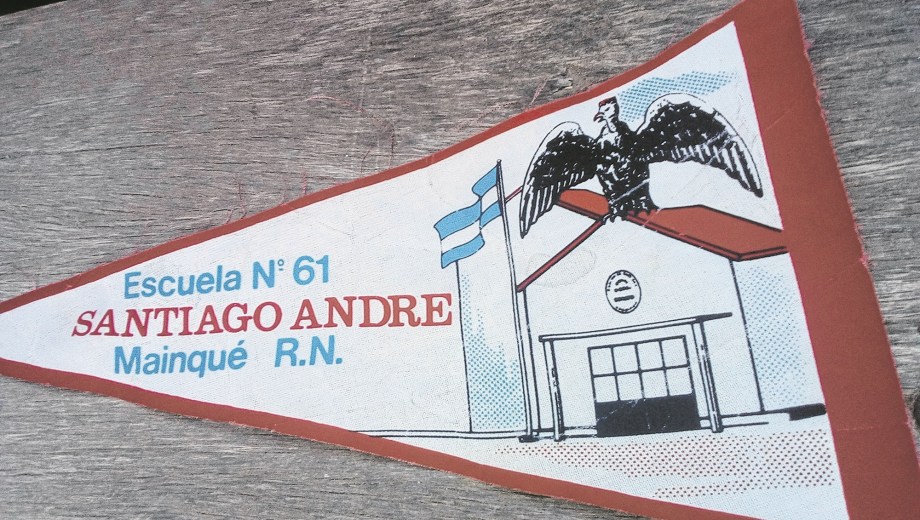 Escuela N° 61
SANTIAGO ANDRE
Mainqué R.N.